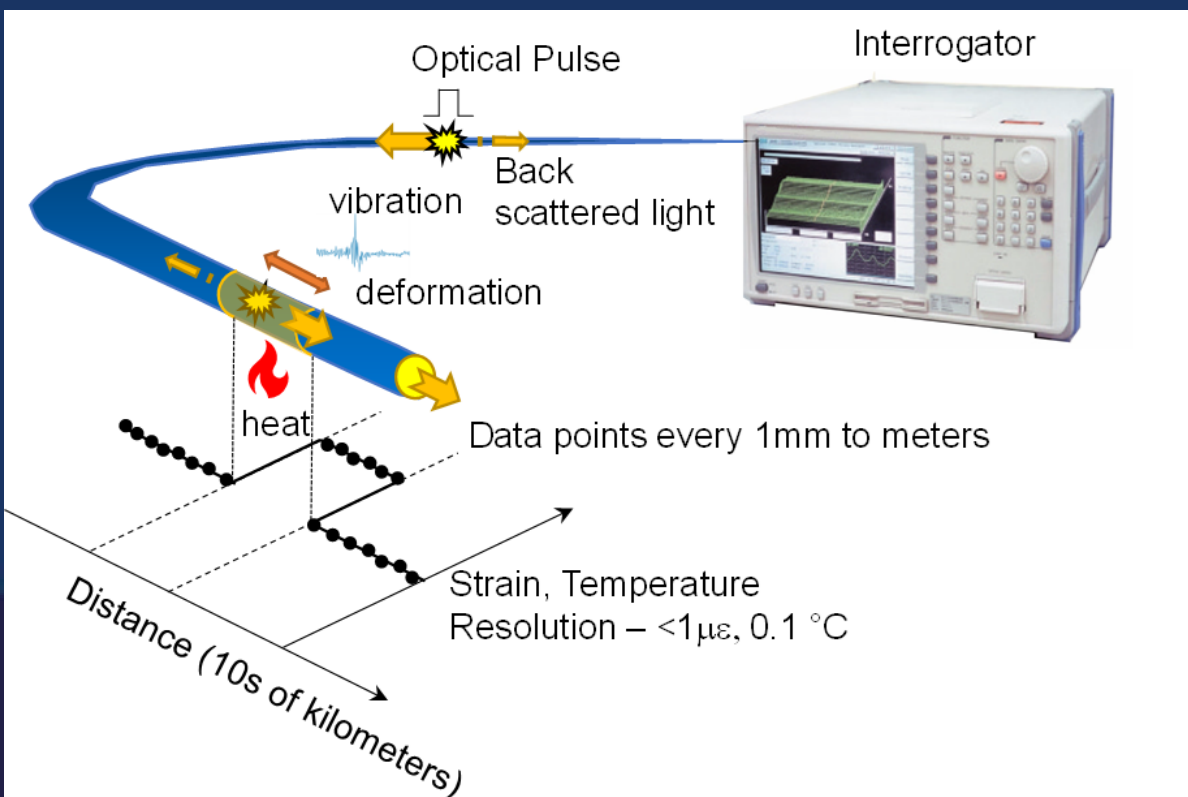 Interrogator
Optical Pulse
Back
scattered light
vibration
deformation
heat
Data points every 1mm to meters
Strain, Temperature
Resolution – <1με, 0.1 °C
Distance (10s of kilometers)